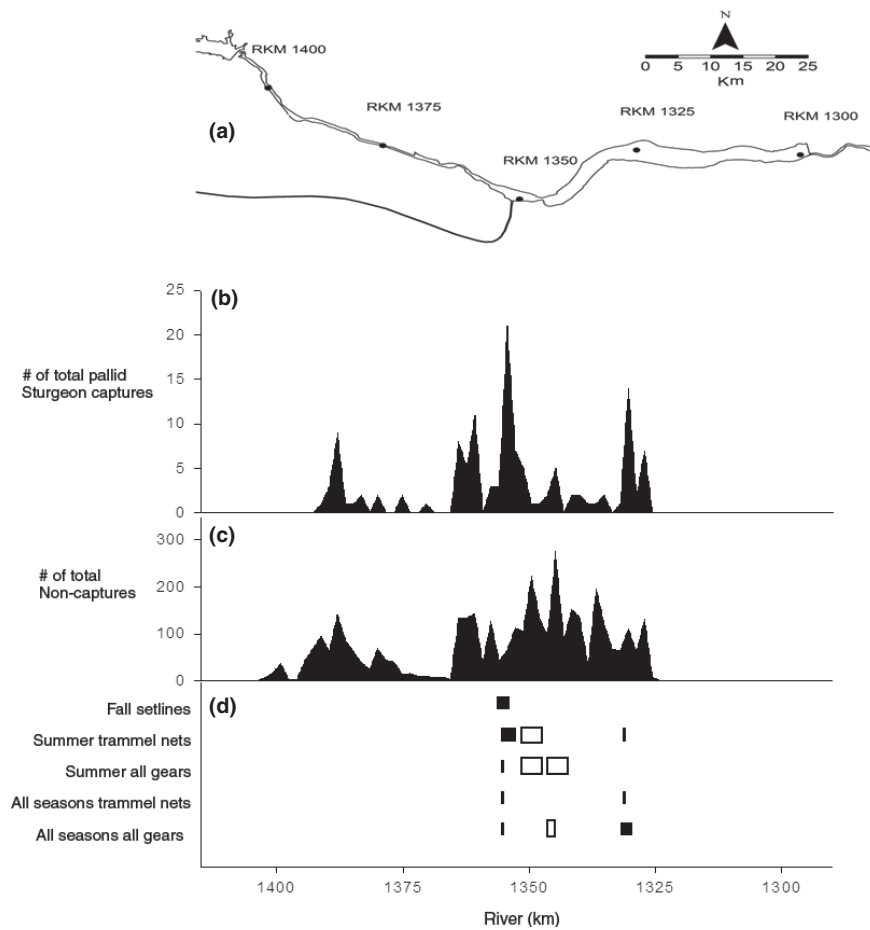 N
RKM 1400
0 5 10 15 20 25
Km
RKM 1375
RKM 1325
RKM 1300
(a)
RKM 1350
(b)
25
20
15
10
5
0
# of total pallid
Sturgeon captures
(c)
300
200
100
0
# of total
Non-captures
(d)
Fall setlines
Summer trammel nets
Summer all gears
All seasons trammel nets
All seasons all gears
1400 1375 1350 1325 1300
River (km)